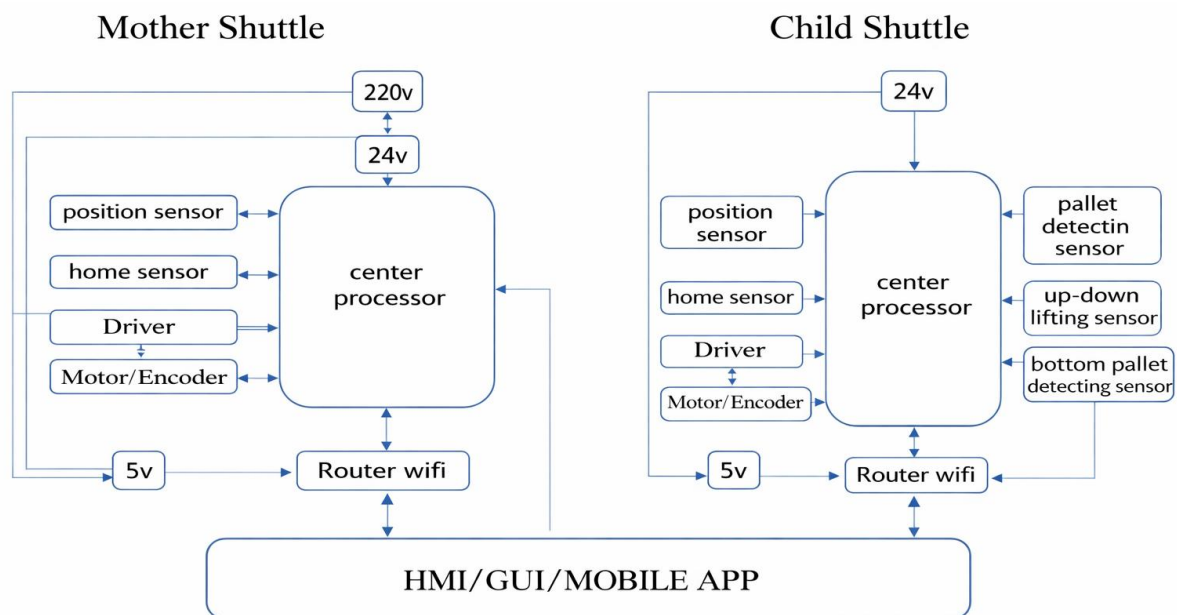 Mother Shuttle
220v
24v
position sensor
home sensor
Driver
Motor/Encoder
center
processor
5v
Router wifi
Child Shuttle
24v
position
sensor
home sensor
Driver
Motor/Encoder
center
processor
pallet
detectin
sensor
up-down
lifting sensor
bottom pallet
detecting sensor
5v
Router wifi
HMI/GUI/MOBILE APP